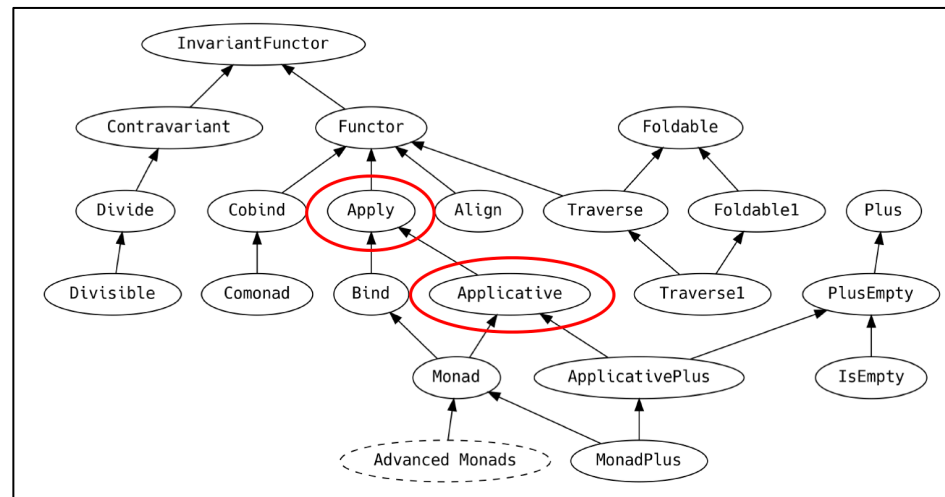 InvariantFunctor
Contravariant
Functor
Foldable
Divide
Cobind
Apply
Align
Traverse
Foldable1
Plus
Divisible
Comonad
Bind
Applicative
Traverse1
PlusEmpty
Monad
ApplicativePlus
IsEmpty
Advanced Monads
MonadPlus